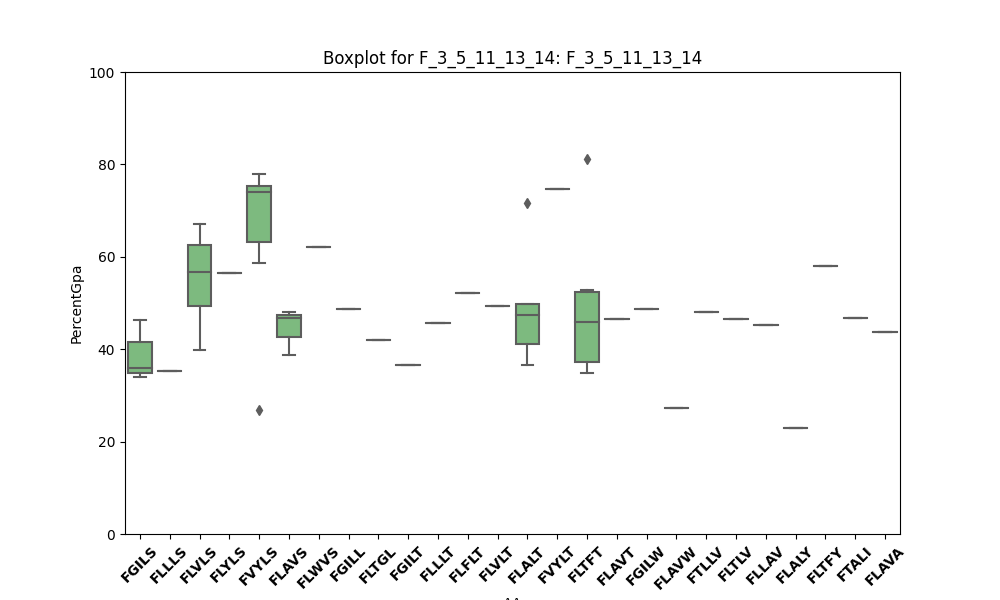 Boxplot for F_3_5_11_13_14: F_3_5_11_13_14
100
80
60
40
20
0
PercentGpa
FGILS
FLLLS
FLVLS
FLYLS
FVYLS
FLAVS
FLWVS
FGILL
FLTGL
FGILT
FLLLT
FLFLT
FLVLT
FLALT
FVYLT
FLTFT
FLAVT
FGILW
FLAVW
FTLLV
FLTLV
FLLAV
FLALY
FLTFY
FTALI
FLAVA